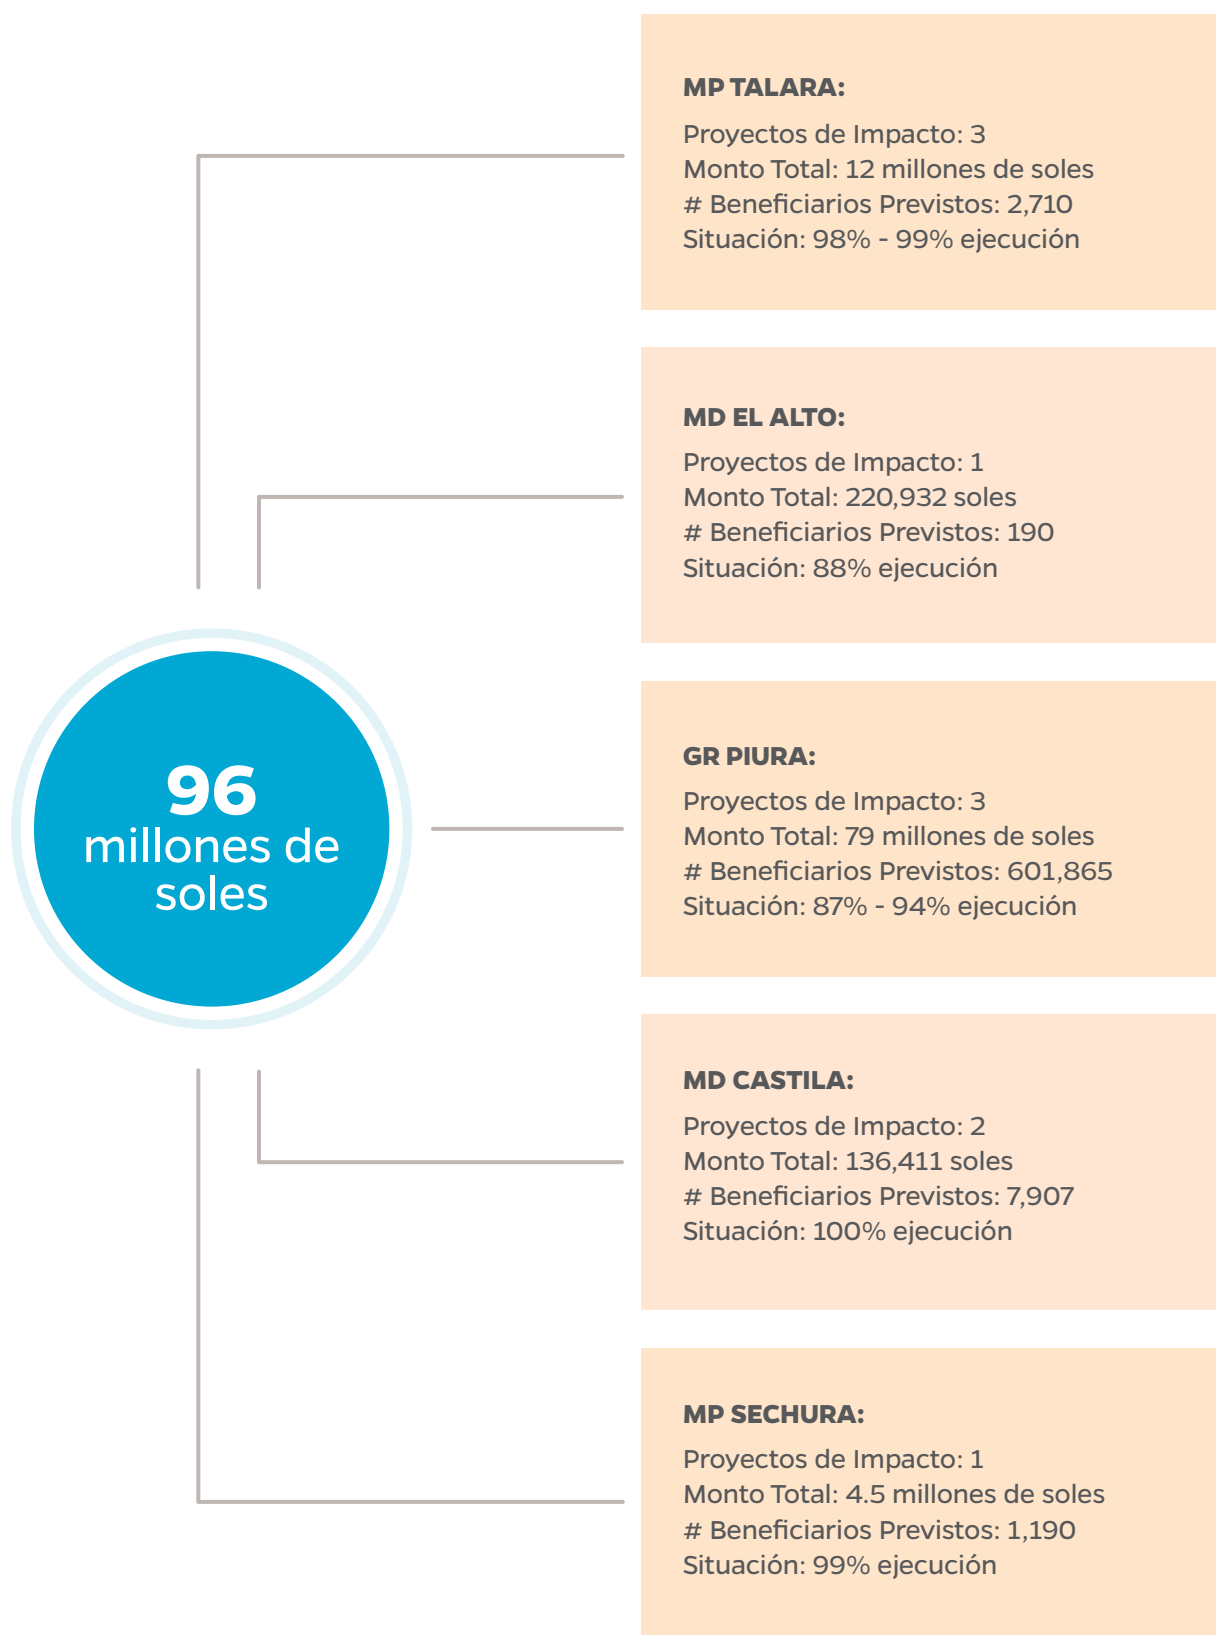 MP TALARA:
Proyectos de Impacto: 3
Monto Total: 12 millones de soles
# Beneficiarios Previstos: 2,710
Situación: 98% - 99% ejecución
MD EL ALTO:
Proyectos de Impacto: 1
Monto Total: 220,932 soles
# Beneficiarios Previstos: 190
Situación: 88% ejecución
96
millones de
soles
GR PIURA:
Proyectos de Impacto: 3
Monto Total: 79 millones de soles
# Beneficiarios Previstos: 601,865
Situación: 87% - 94% ejecución
MD CASTILA:
Proyectos de Impacto: 2
Monto Total: 136,411 soles
# Beneficiarios Previstos: 7,907
Situación: 100% ejecución
MP SECHURA:
Proyectos de Impacto: 1
Monto Total: 4.5 millones de soles
# Beneficiarios Previstos: 1,190
Situación: 99% ejecución